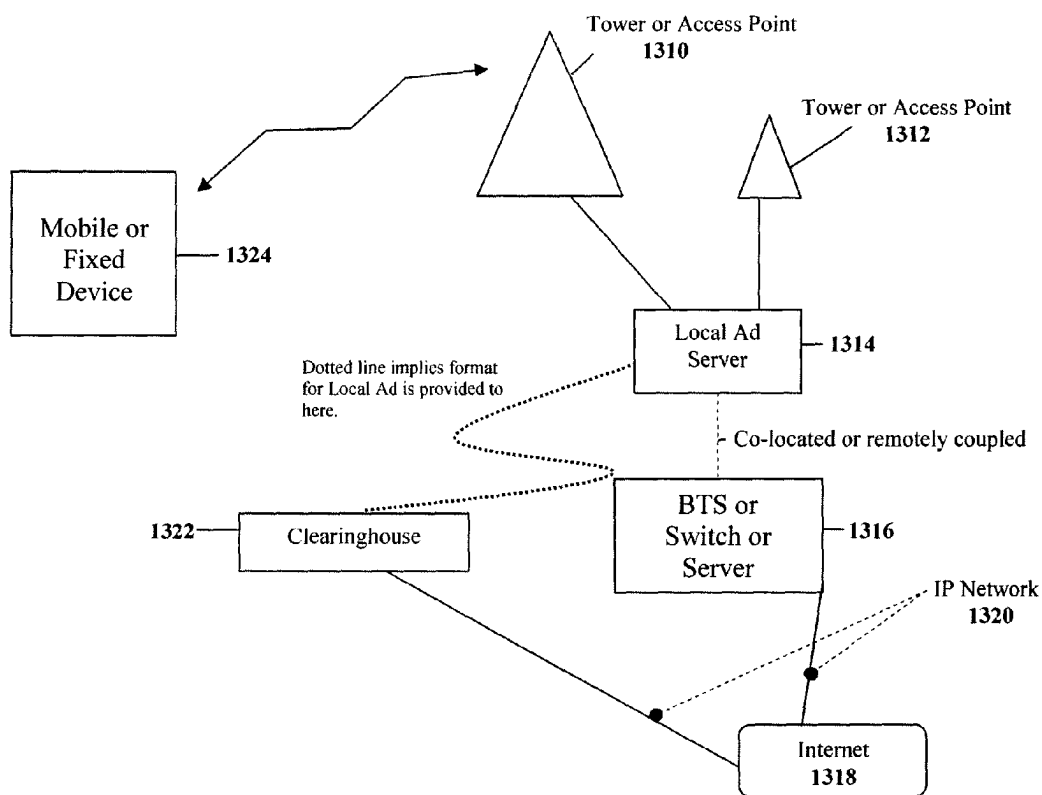 Tower or Access Point
1310
Tower or Access Point
1312
Mobile or
Fixed
Device
1324
Local Ad
Server
1314
Dotted line implies format
for Local Ad is provided to
here.
Co-located or remotely coupled
1322
Clearinghouse
BTS or
Switch or
Server
1316
IP Network
1320
Internet
1318